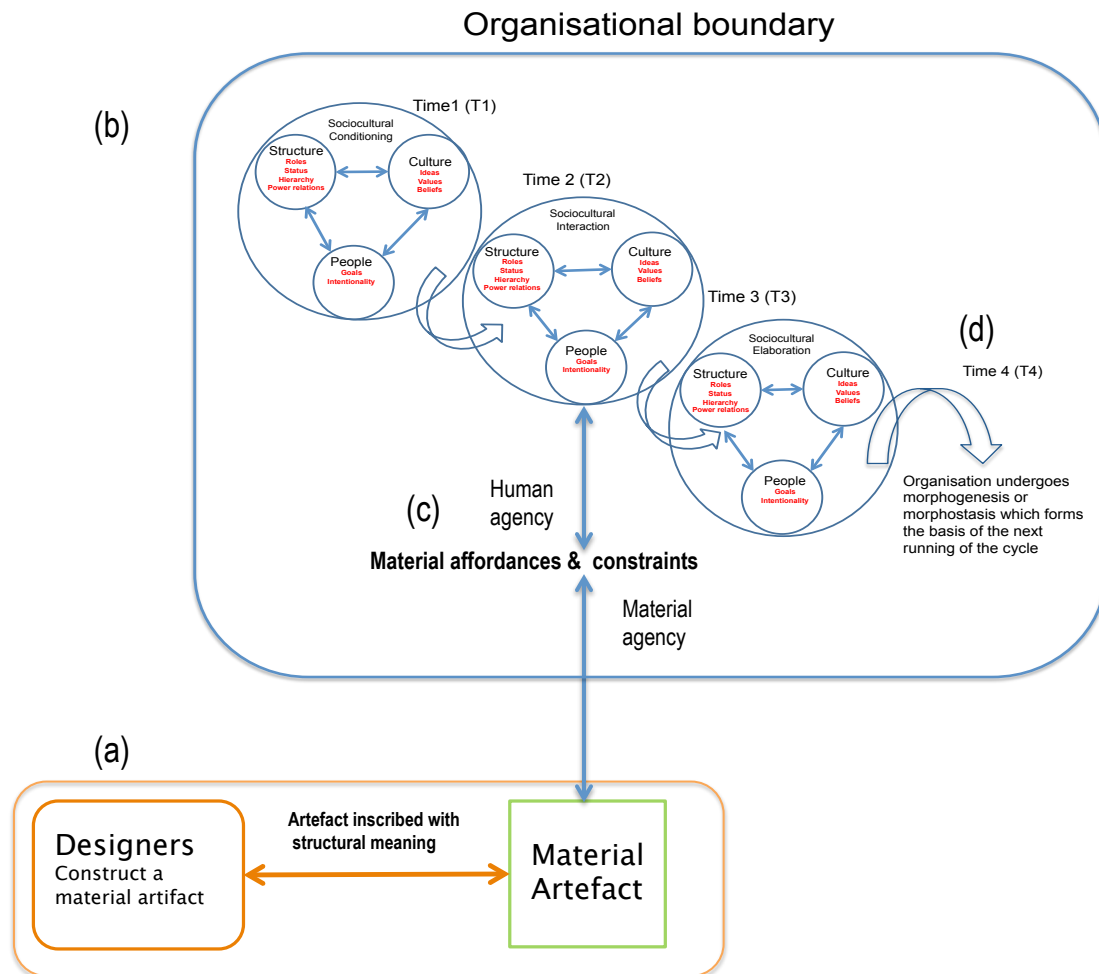 Organisational boundary
(b)
Time1 (T1)
Sociocultural
Conditioning
Structure
Roles
Status
Hierarchy
Power relations
Culture
Ideas
Values
Beliefs
People
Goals
Intentionality
Time 2 (T2)
Sociocultural
Interaction
Structure
Roles
Status
Hierarchy
Power relations
Culture
Ideas
Values
Beliefs
People
Goals
Intentionality
Time 3 (T3)
Sociocultural
Elaboration
Structure
Roles
Status
Hierarchy
Power relations
Culture
Ideas
Values
Beliefs
People
Goals
Intentionality
(d)
Time 4 (T4)
Organisation undergoes
morphogenesis or
morphostasis which forms
the basis of the next
running of the cycle
(c)
Human
agency
Material affordances & constraints
Material
agency
(a)
Designers
Construct a
material artifact
Artefact inscribed with
structural meaning
Material
Artefact